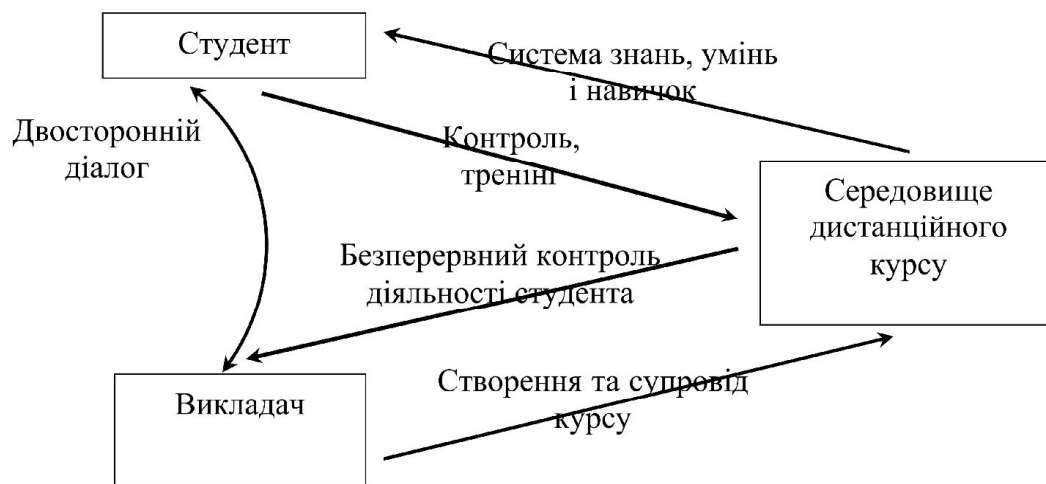 Студент
Система знань, умінь
і навичок
Двосторонній
діалог
Контроль,
тренінг
Середовище
дистанційного
курсу
Безперервний контроль
діяльності студента
Викладач
Створення та супровід
курсу